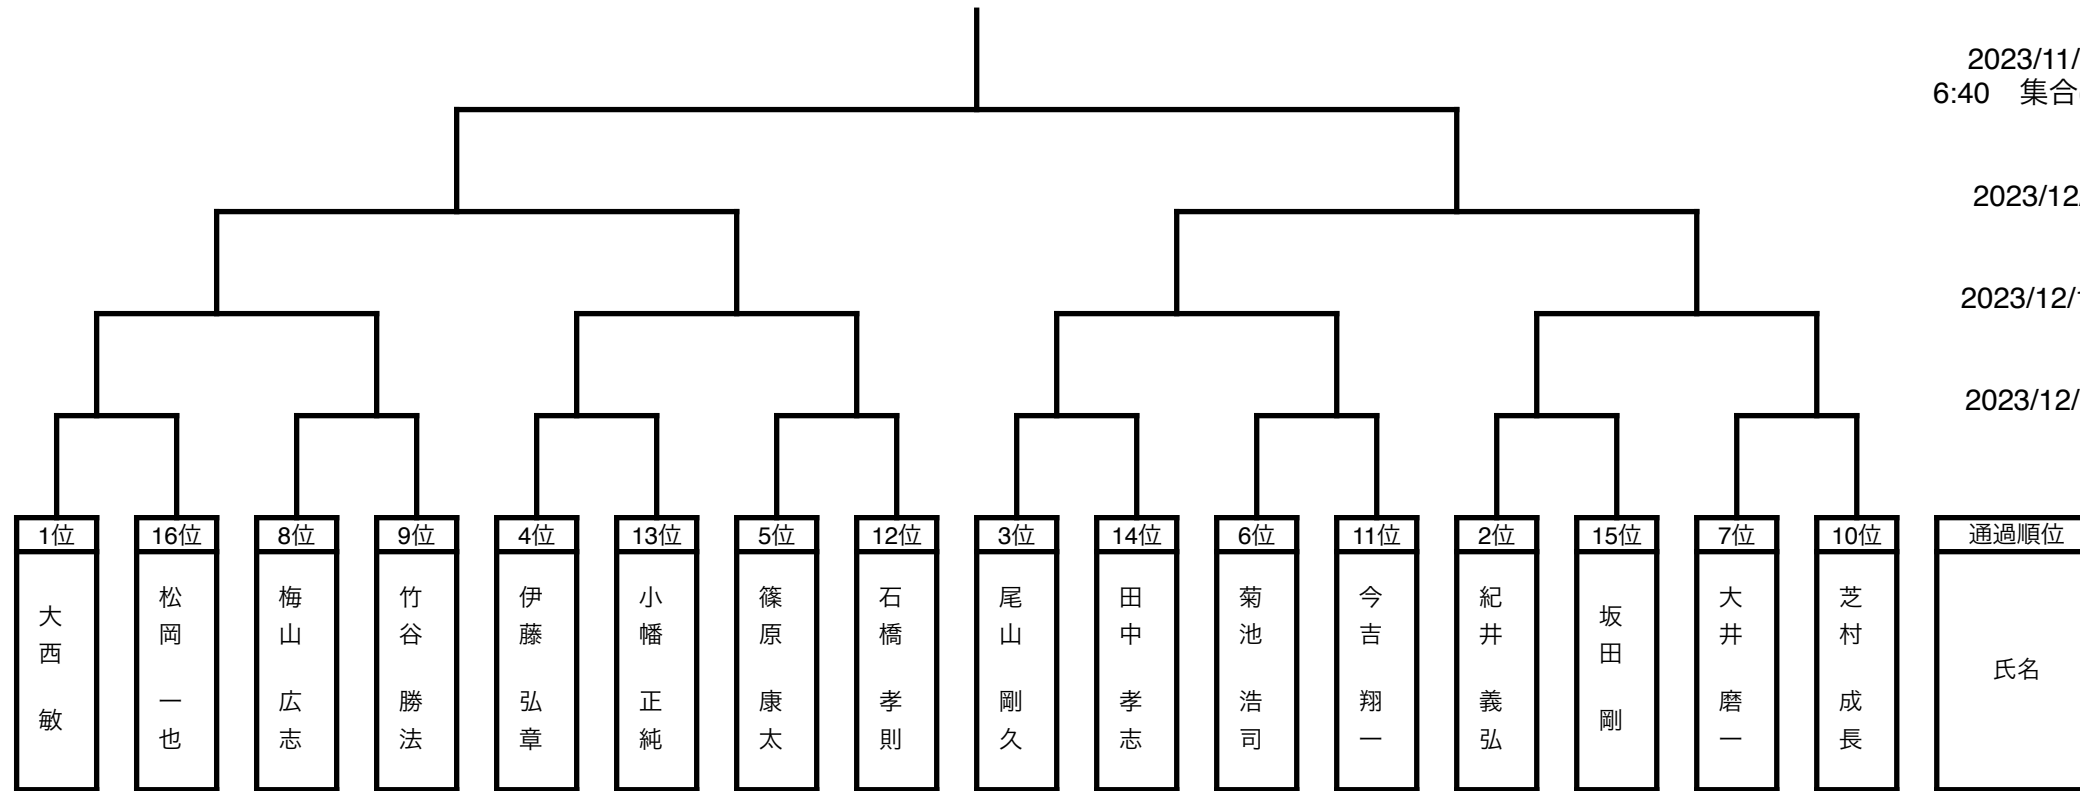 2023/11/
6:40　集合
2023/12/
2023/12/1
2023/12/
1位
16位
8位
9位
4位
13位
5位
12位
3位
14位
6位
11位
2位
15位
7位
10位
通過順位
大西　敏
松岡　一也
梅山　広志
竹谷　勝法
伊藤　弘章
小幡　正純
篠原　康太
石橋　孝則
尾山　剛久
田中　孝志
菊池　浩司
今吉　翔一
紀井　義弘
坂田　剛
大井　磨一
芝村　成長
氏名